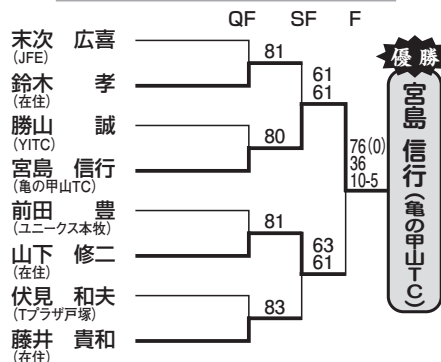 QF SF F
末次 広喜
(JFE)
鈴木 孝
(在住)
勝山 誠
(YITC)
宮島 信行
(亀の甲山TC)
前田 豊
(ユニークス本牧)
山下 修二
(在住)
伏見 和夫
(Tプラザ戸塚)
藤井 貴和
(在住)
81
80
81
83
61
61
63
61
76(0)
36
10-5
優勝
宮島 信行(亀の甲山TC)